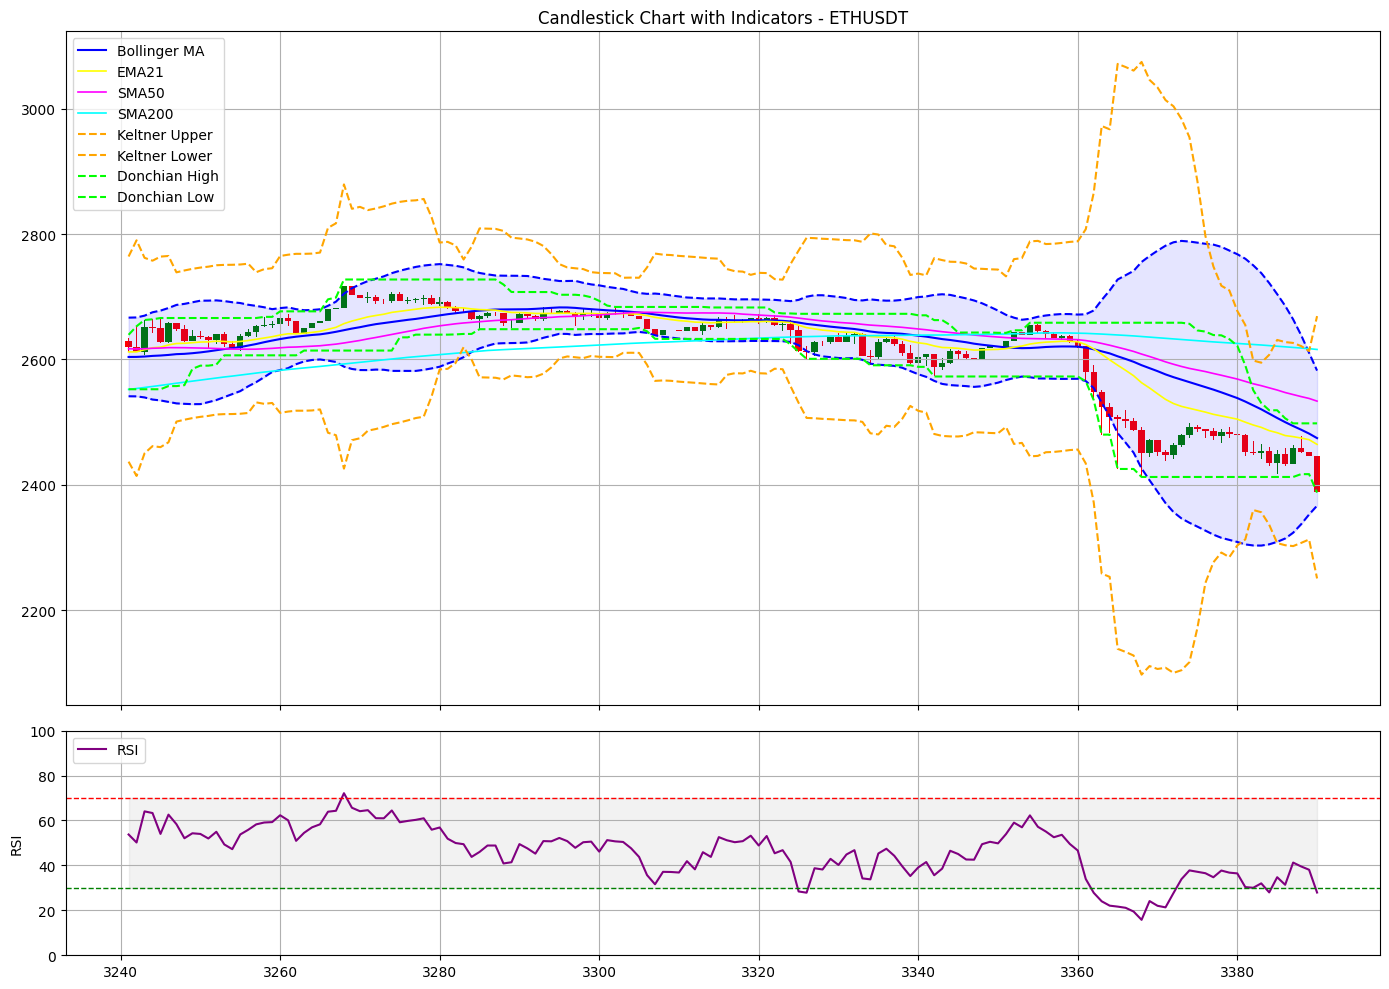 Candlestick Chart with Indicators - ETHUSDT
Bollinger MA
EMA21
SMA50
SMA200
Keltner Upper
Keltner Lower
Donchian High
Donchian Low
3000
2800
2600
2400
2200
RSI
100
80
60
40
20
0
RSI
3240 3260 3280 3300 3320 3340 3360 3380